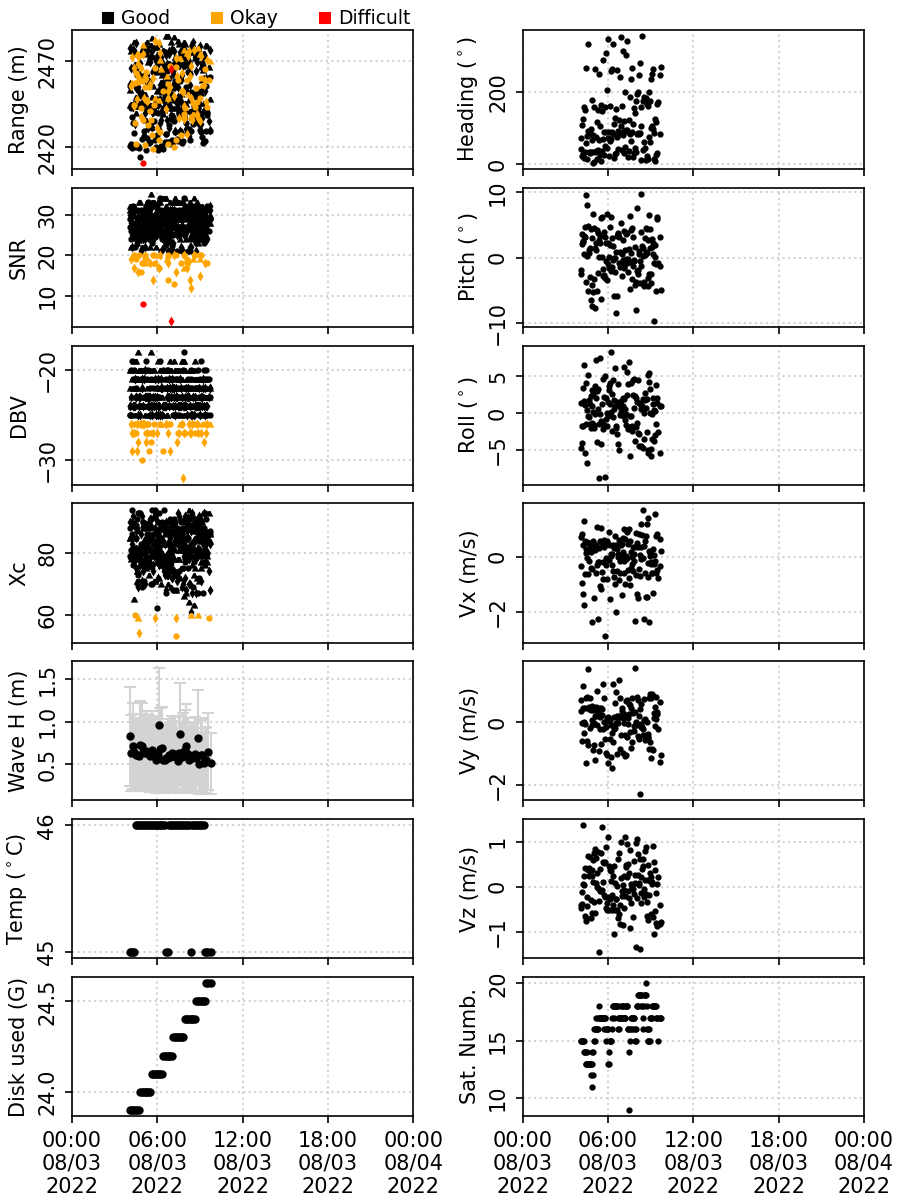 Good Okay Difficult
Range (m)
2470
2420
Heading (°)
200
0
SNR
30
20
10
Pitch (°)
10
0
−10
DBV
−20
−30
Roll (°)
5
0
−5
Xc
80
60
Vx (m/s)
0
−2
Wave H (m)
1.5
1.0
0.5
Vy (m/s)
0
−2
Temp (°C)
46
45
Vz (m/s)
1
0
−1
Disk used (G)
24.5
24.0
Sat. Numb.
20
15
10
00:00 06:00 12:00 18:00 00:00 00:00 06:00 12:00 18:00 00:00
08/03 08/03 08/03 08/03 08/04 08/03 08/03 08/03 08/03 08/04
2022 2022 2022 2022 2022 2022 2022 2022 2022 2022